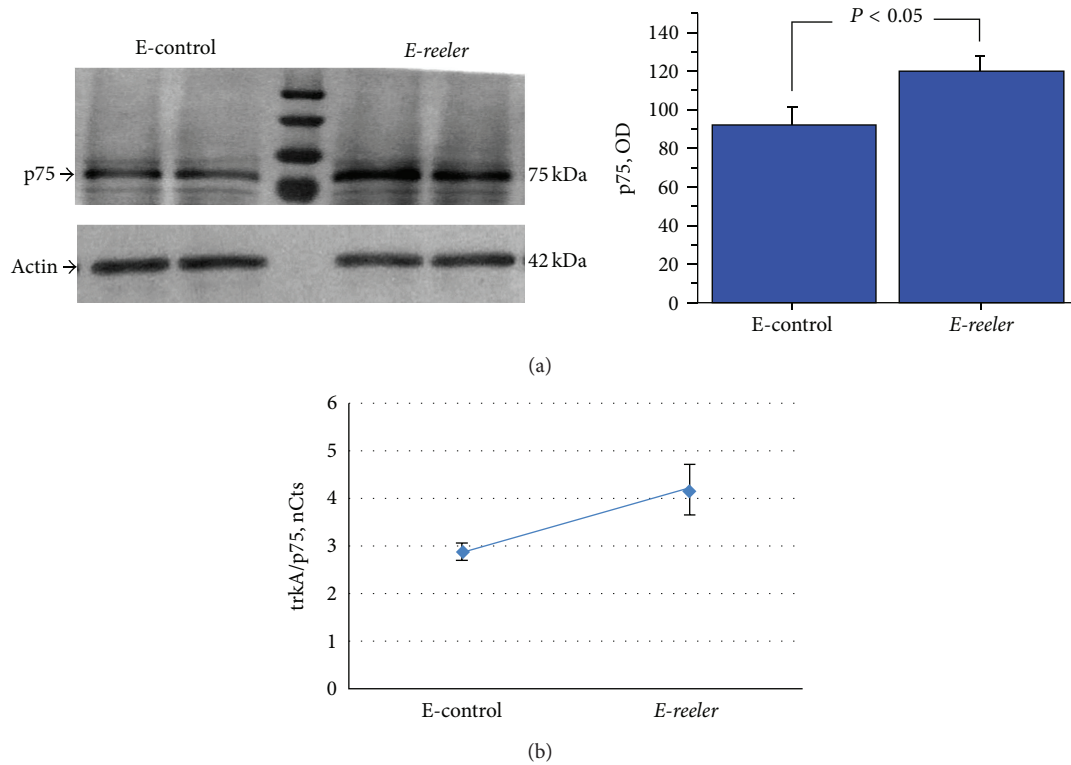 E-control E-reeler
p75 → 75 kDa
Actin → 42 kDa
P < 0.05
p75, OD
140
120
100
80
60
40
20
0
E-control E-reeler
(a)
trkA/p75, nCts
6
5
4
3
2
1
0
E-control E-reeler
(b)